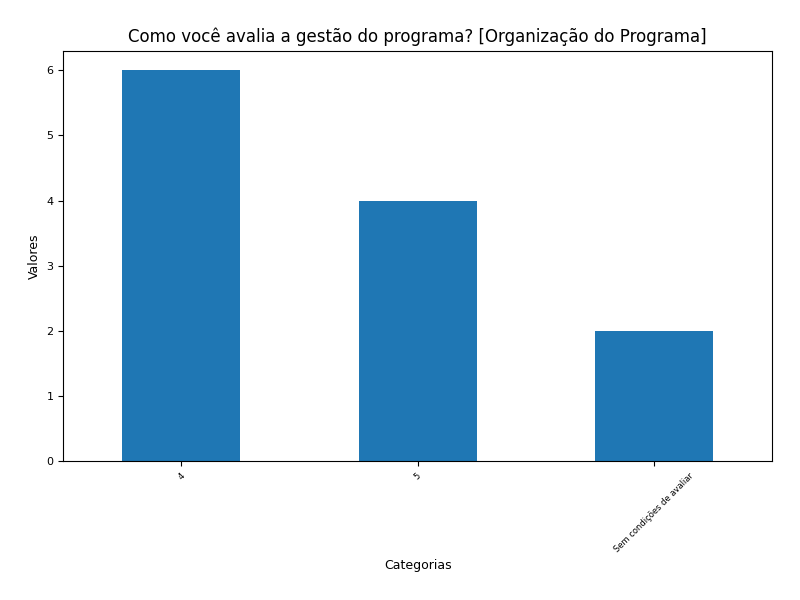 Como você avalia a gestão do programa? [Organização do Programa]
Valores
6
5
4
3
2
1
0
4
5
Sem condições de avaliar
Categorias